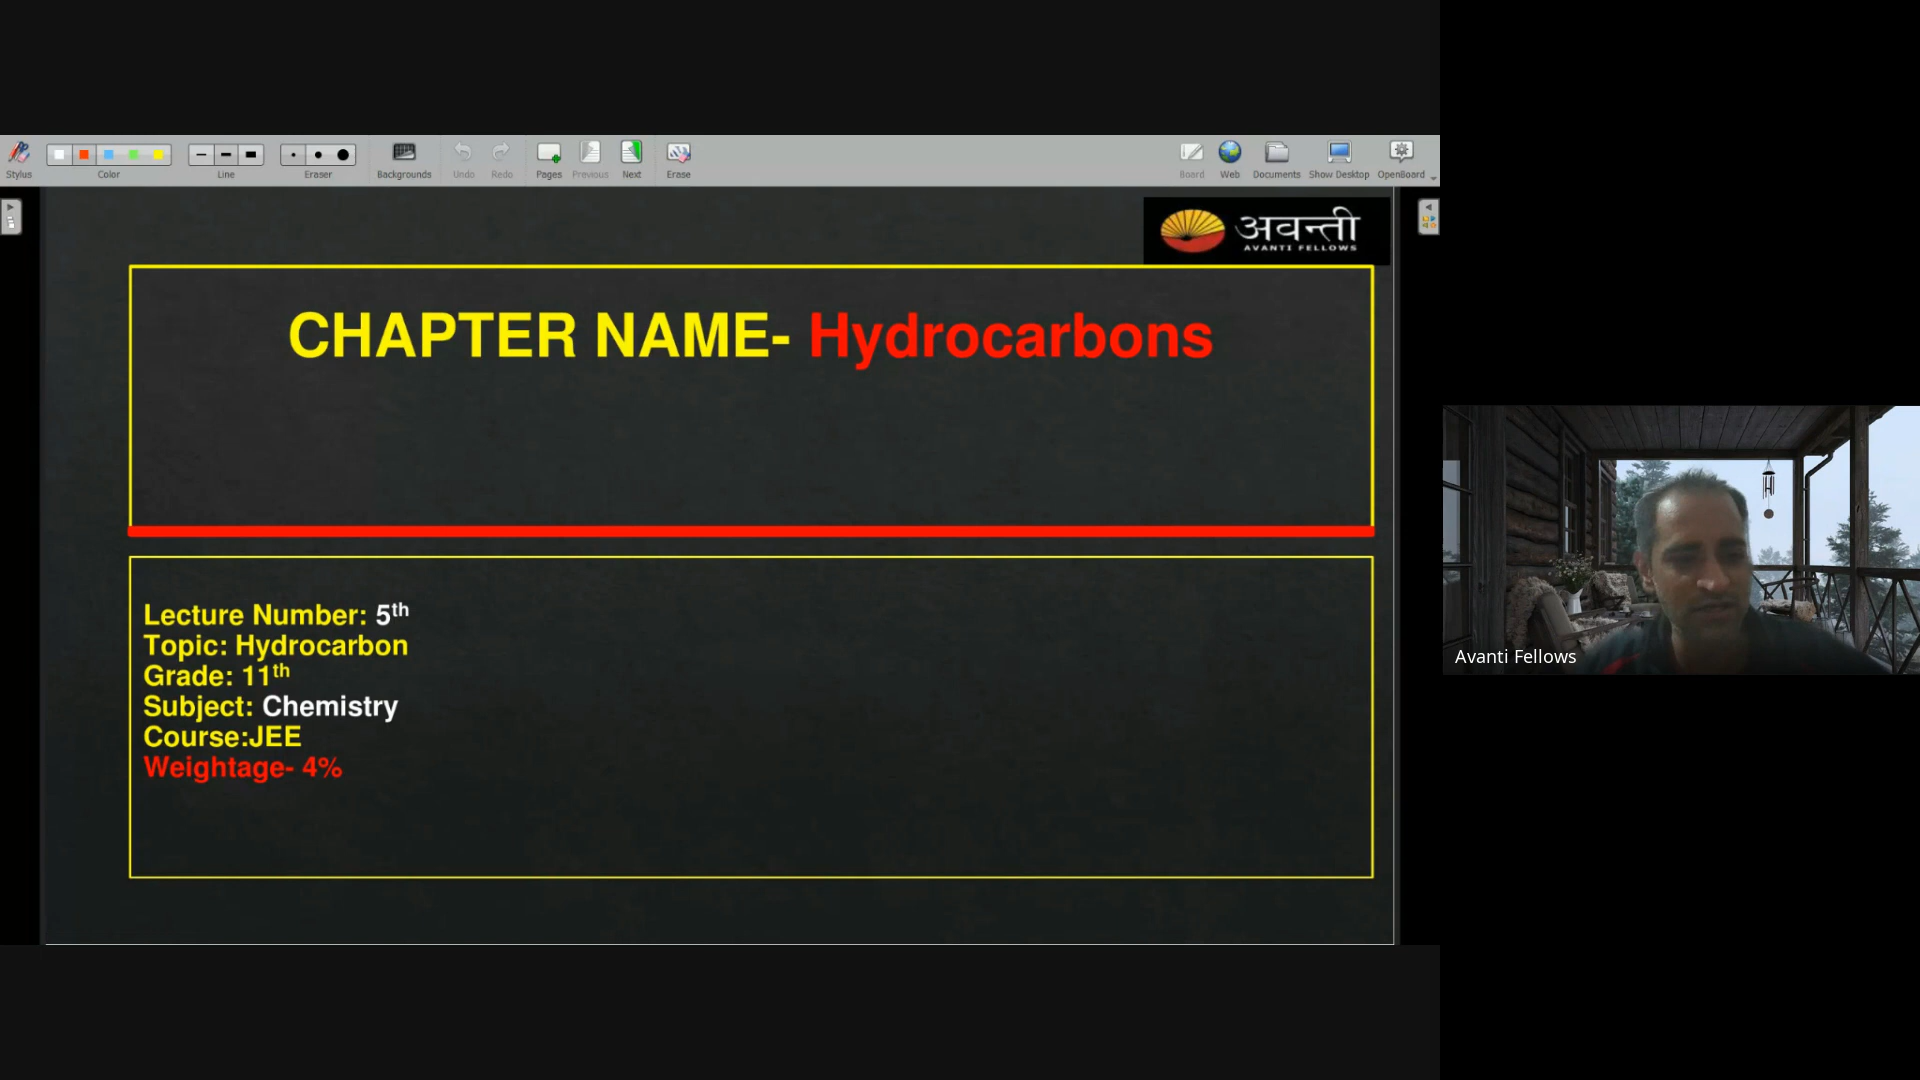 Stylus
Color
Line
Eraser
Backgrounds
Undo
Redo
Pages
Previous
Next
Erase
Board
Web
Documents
Show Desktop
OpenBoard
अवन्ती
AVANTI FELLOWS
CHAPTER NAME- Hydrocarbons
Lecture Number: 5th
Topic: Hydrocarbon
Grade: 11th
Subject: Chemistry
Course:JEE
Weightage- 4%
Avanti Fellows